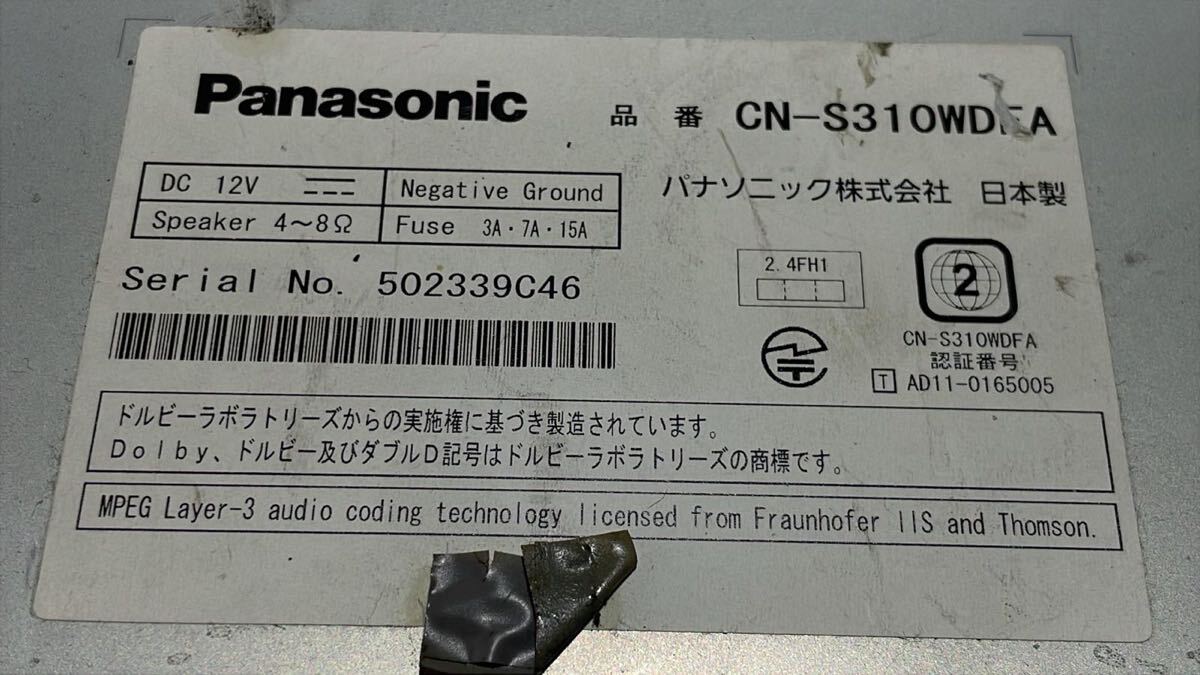 Panasonic
品番 CN-S310WDFA
パナソニック株式会社 日本製
DC 12V
Negative Ground
Speaker 4〜8Ω
Fuse 3A・7A・15A
Serial No. 502339C46
2.4FH1
2
CN-S310WDFA
認証番号
T AD11-0165005
ドルビーラボラトリーズからの実施権に基づき製造されています。
Dolby、ドルビー及びダブルD記号はドルビーラボラトリーズの商標です。
MPEG Layer-3 audio coding technology licensed from Fraunhofer IIS and Thomson.